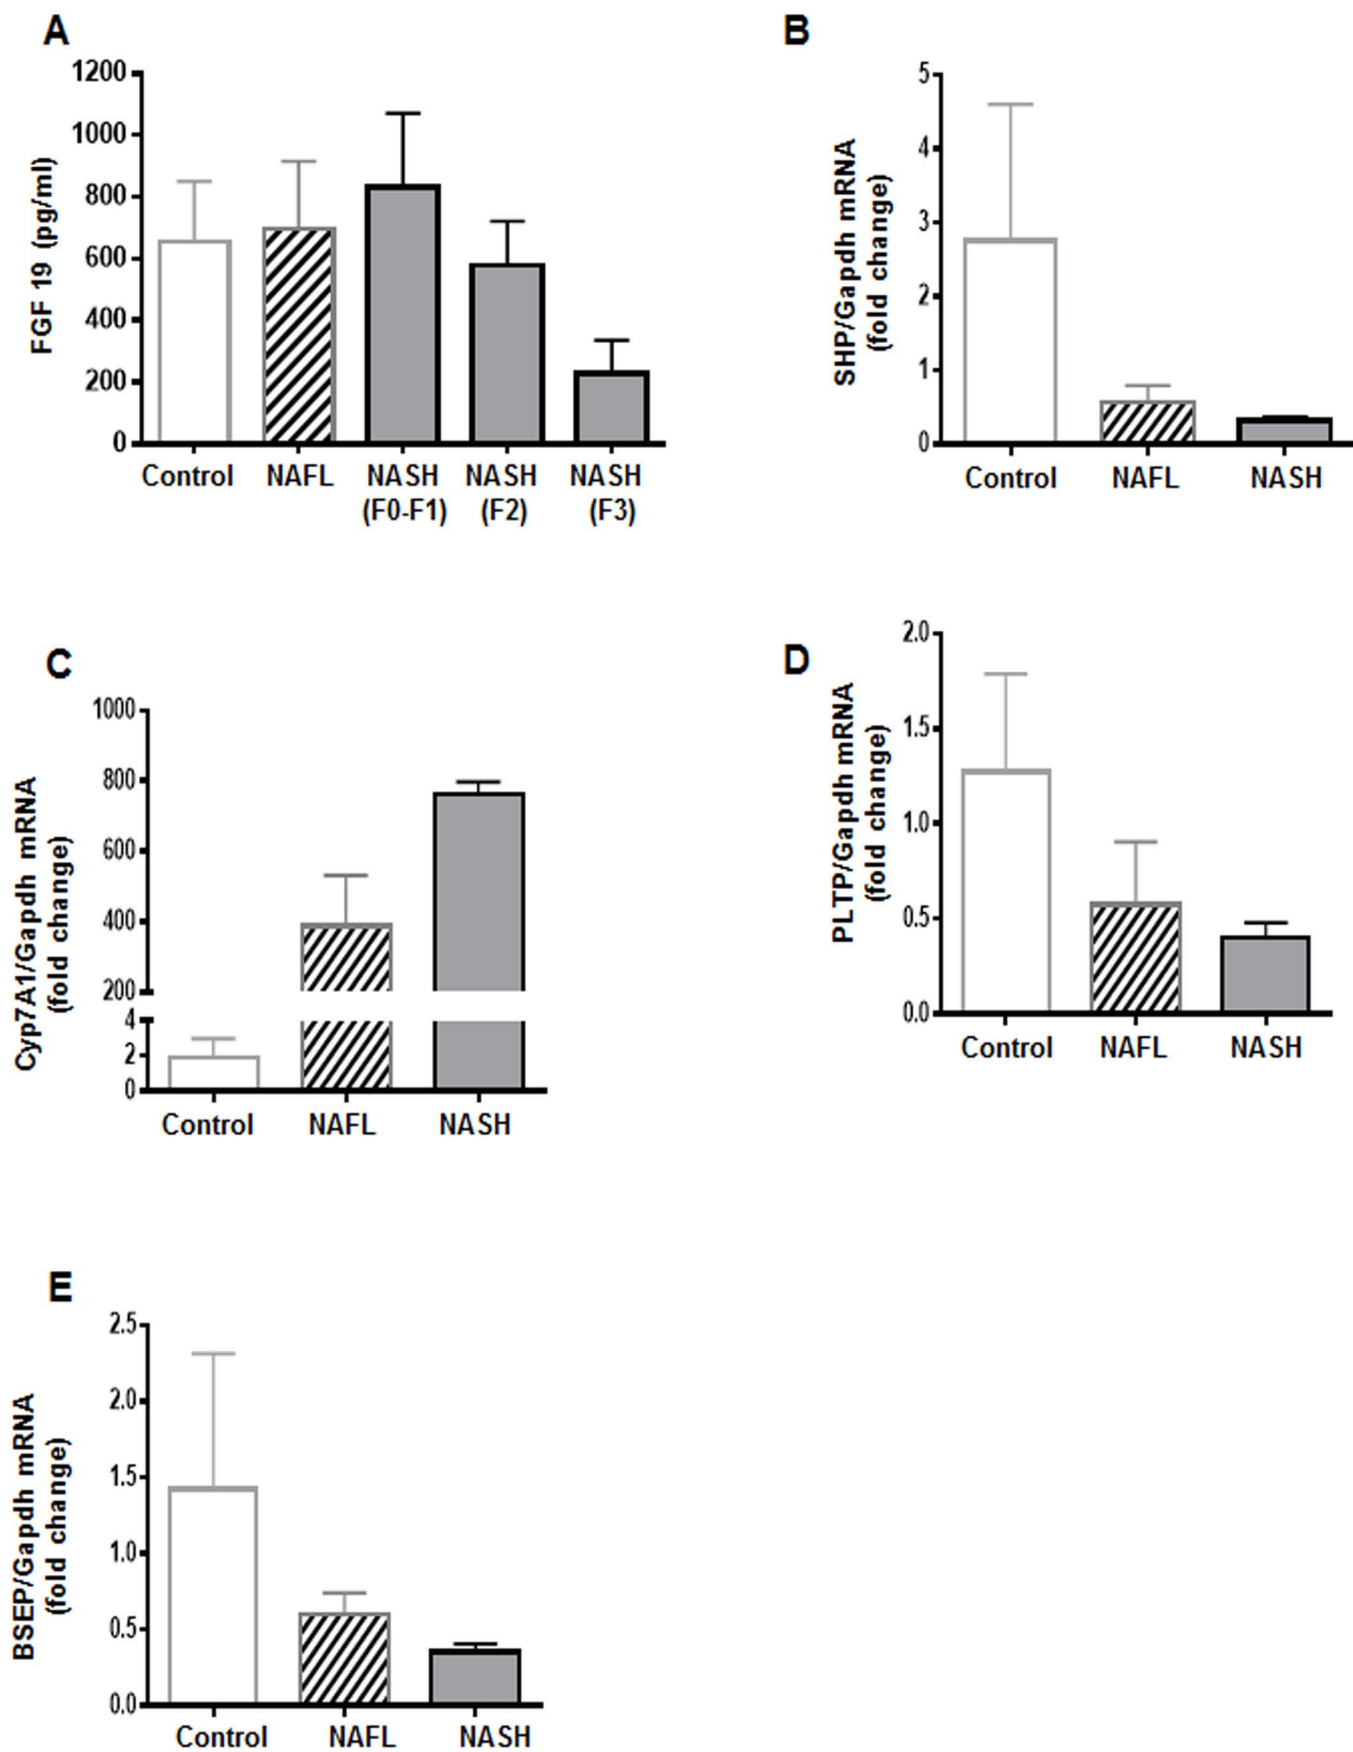 A
FGF 19 (pg/ml)
1200
1000
800
600
400
200
0
Control NAFL NASH NASH NASH
(F0-F1) (F2) (F3)
B
SHP/Gapdh mRNA
(fold change)
5
4
3
2
1
0
Control NAFL NASH
C
Cyp7A1/Gapdh mRNA
(fold change)
1000
800
600
400
200
4
2
0
Control NAFL NASH
D
PLTP/Gapdh mRNA
(fold change)
2.0
1.5
1.0
0.5
0.0
Control NAFL NASH
E
BSEP/Gapdh mRNA
(fold change)
2.5
2.0
1.5
1.0
0.5
0.0
Control NAFL NASH